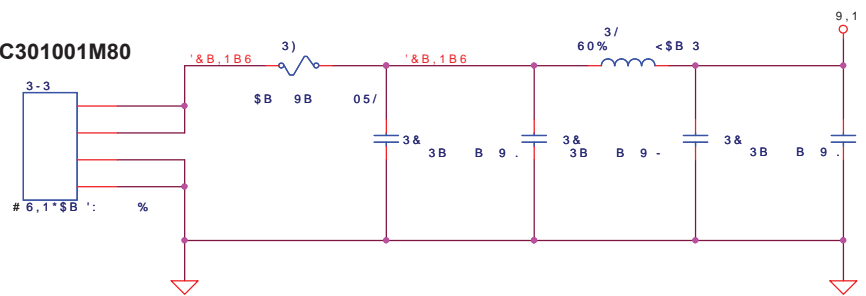 9,1
C301001M80
3/
3)
'&B,1B6
'&B,1B6
60% <$B 3
3-3
$B 9B 05/
3&
3B B 9 .
3&
3B B 9 -
3&
3B B 9 .
#6,1*$B ': %